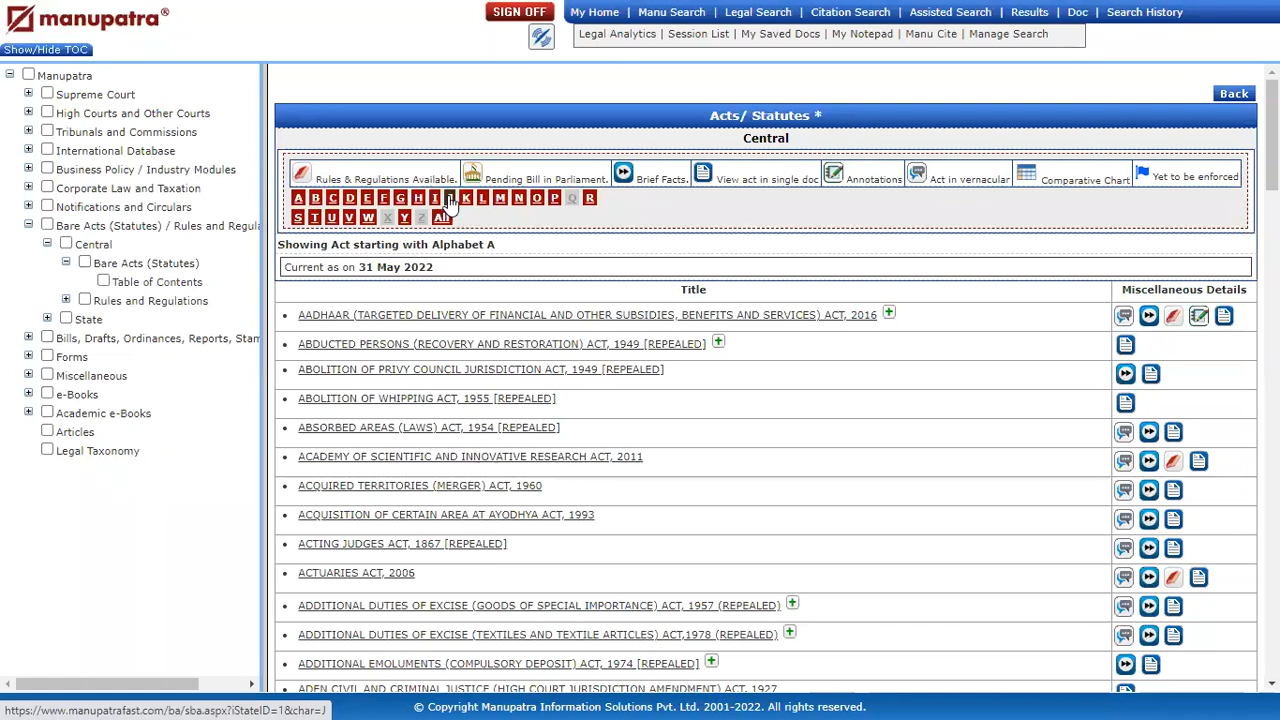 manupatra®
SIGN OFF
My Home | Manu Search | Legal Search | Citation Search | Assisted Search | Results | Doc | Search History
Legal Analytics | Session List | My Saved Docs | My Notepad | Manu Cite | Manage Search
Show/Hide TOC
Manupatra
Supreme Court
High Courts and Other Courts
Tribunals and Commissions
International Database
Business Policy / Industry Modules
Corporate Law and Taxation
Notifications and Circulars
Bare Acts (Statutes) / Rules and Regula
Central
Bare Acts (Statutes)
Table of Contents
Rules and Regulations
State
Bills, Drafts, Ordinances, Reports, Stam
Forms
Miscellaneous
e-Books
Academic e-Books
Articles
Legal Taxonomy
Back
Acts/ Statutes *
Central
Rules & Regulations Available. Pending Bill in Parliament. Brief Facts. View act in single doc Annotations Act in vernacular Comparative Chart Yet to be enforced
A B C D E F G H I J K L M N O P Q R
S T U V W X Y Z All
Showing Act starting with Alphabet A
Current as on 31 May 2022
Title Miscellaneous Details
AADHAAR (TARGETED DELIVERY OF FINANCIAL AND OTHER SUBSIDIES, BENEFITS AND SERVICES) ACT, 2016
ABDUCTED PERSONS (RECOVERY AND RESTORATION) ACT, 1949 [REPEALED]
ABOLITION OF PRIVY COUNCIL JURISDICTION ACT, 1949 [REPEALED]
ABOLITION OF WHIPPING ACT, 1955 [REPEALED]
ABSORBED AREAS (LAWS) ACT, 1954 [REPEALED]
ACADEMY OF SCIENTIFIC AND INNOVATIVE RESEARCH ACT, 2011
ACQUIRED TERRITORIES (MERGER) ACT, 1960
ACQUISITION OF CERTAIN AREA AT AYODHYA ACT, 1993
ACTING JUDGES ACT, 1867 [REPEALED]
ACTUARIES ACT, 2006
ADDITIONAL DUTIES OF EXCISE (GOODS OF SPECIAL IMPORTANCE) ACT, 1957 (REPEALED)
ADDITIONAL DUTIES OF EXCISE (TEXTILES AND TEXTILE ARTICLES) ACT,1978 (REPEALED)
ADDITIONAL EMOLUMENTS (COMPULSORY DEPOSIT) ACT, 1974 [REPEALED]
ADEN CIVIL AND CRIMINAL JUSTICE (HIGH COURT JURISDICTION AMENDMENT) ACT, 1927
https://www.manupatrafast.com/ba/sba.aspx?iStateID=1&char=J
© Copyright Manupatra Information Solutions Pvt. Ltd. 2001-2022. All rights reserved.